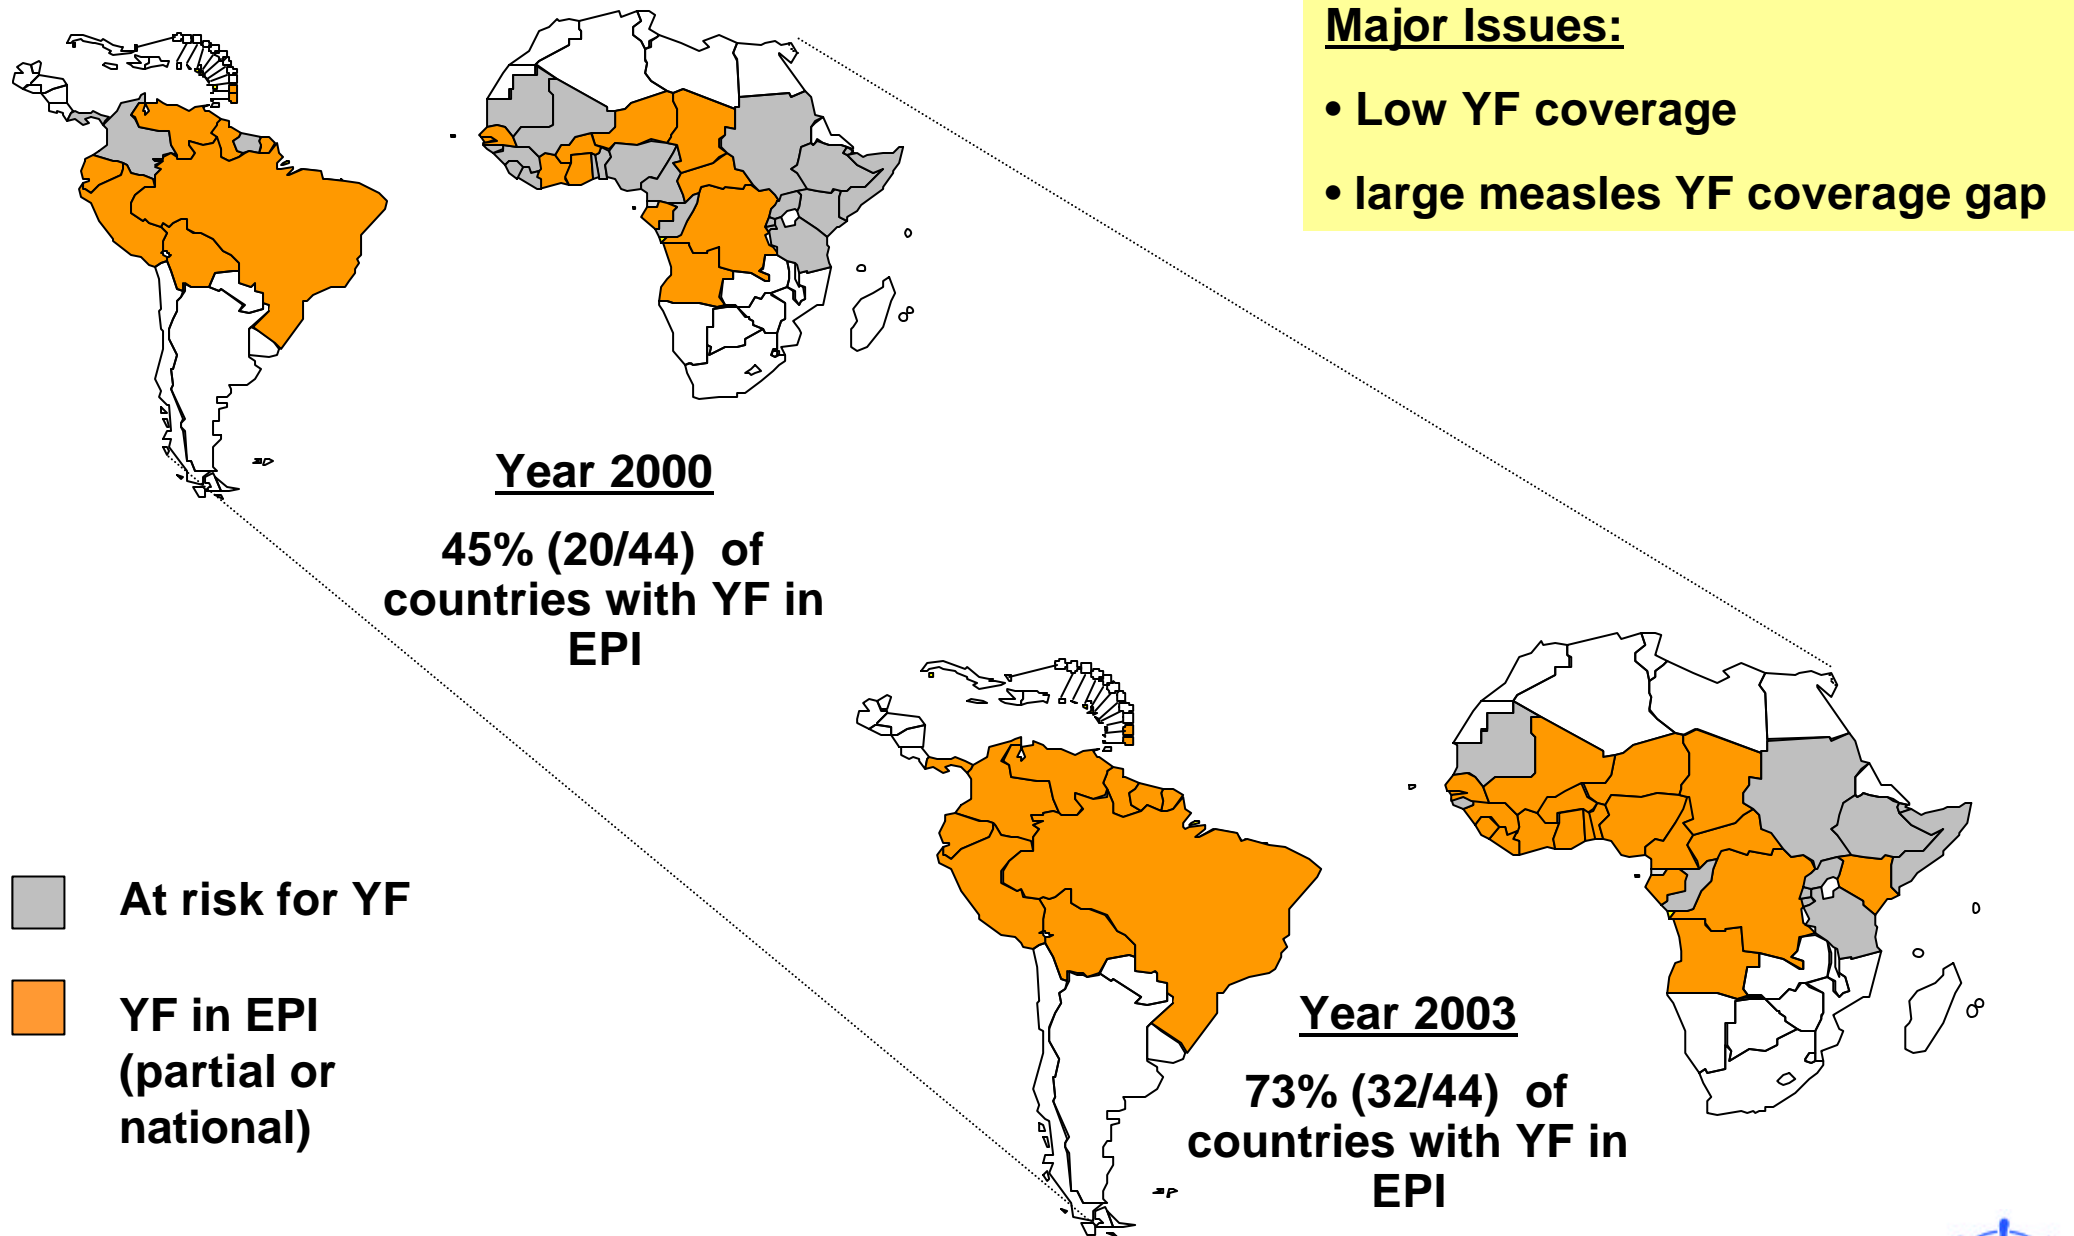 Major Issues:
• Low YF coverage
• large measles YF coverage gap
Year 2000
45% (20/44) of
countries with YF in
EPI
At risk for YF
YF in EPI
(partial or
national)
Year 2003
73% (32/44) of
countries with YF in
EPI